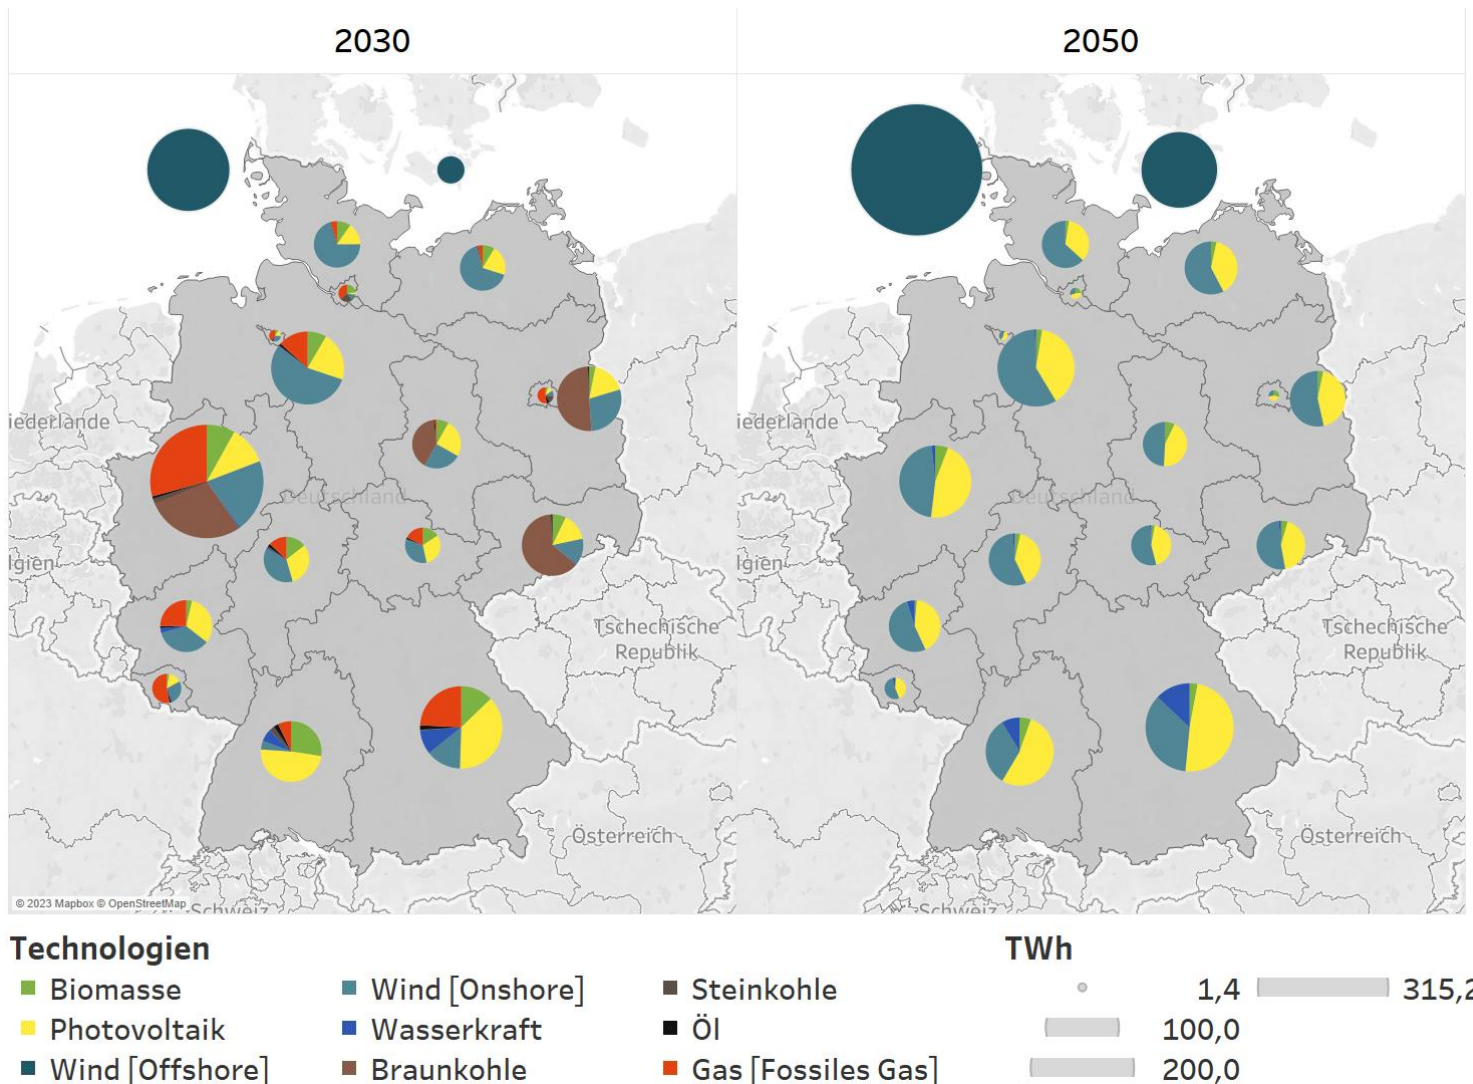 2030
2050
iederlande
iederlande
Deutschland
Deutschland
lgien
lgien
Tschechische
Republik
Tschechische
Republik
Österreich
Österreich
© 2023 Mapbox © OpenStreetMap
Schweiz
Schweiz
Technologien
TWh
Biomasse
Wind [Onshore]
Steinkohle
1,4
315,2
Photovoltaik
Wasserkraft
Öl
100,0
Wind [Offshore]
Braunkohle
Gas [Fossiles Gas]
200,0